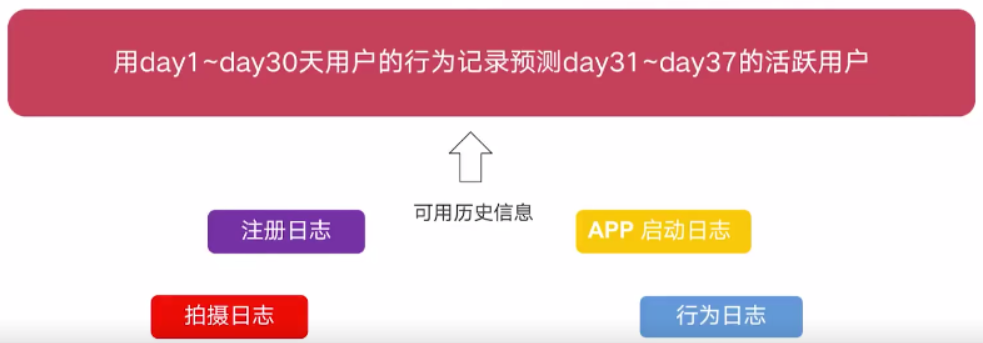 用day1~day30天用户的行为记录预测day31~day37的活跃用户
可用历史信息
注册日志
APP 启动日志
拍摄日志
行为日志